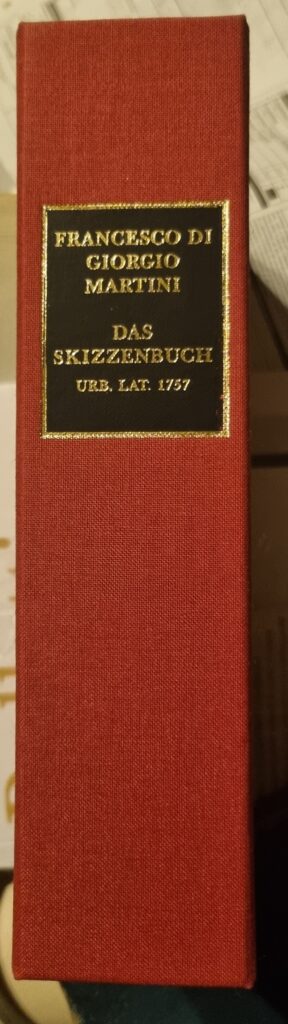 FRANCESCO DI
GIORGIO
MARTINI
DAS
SKIZZENBUCH
URB. LAT. 1757